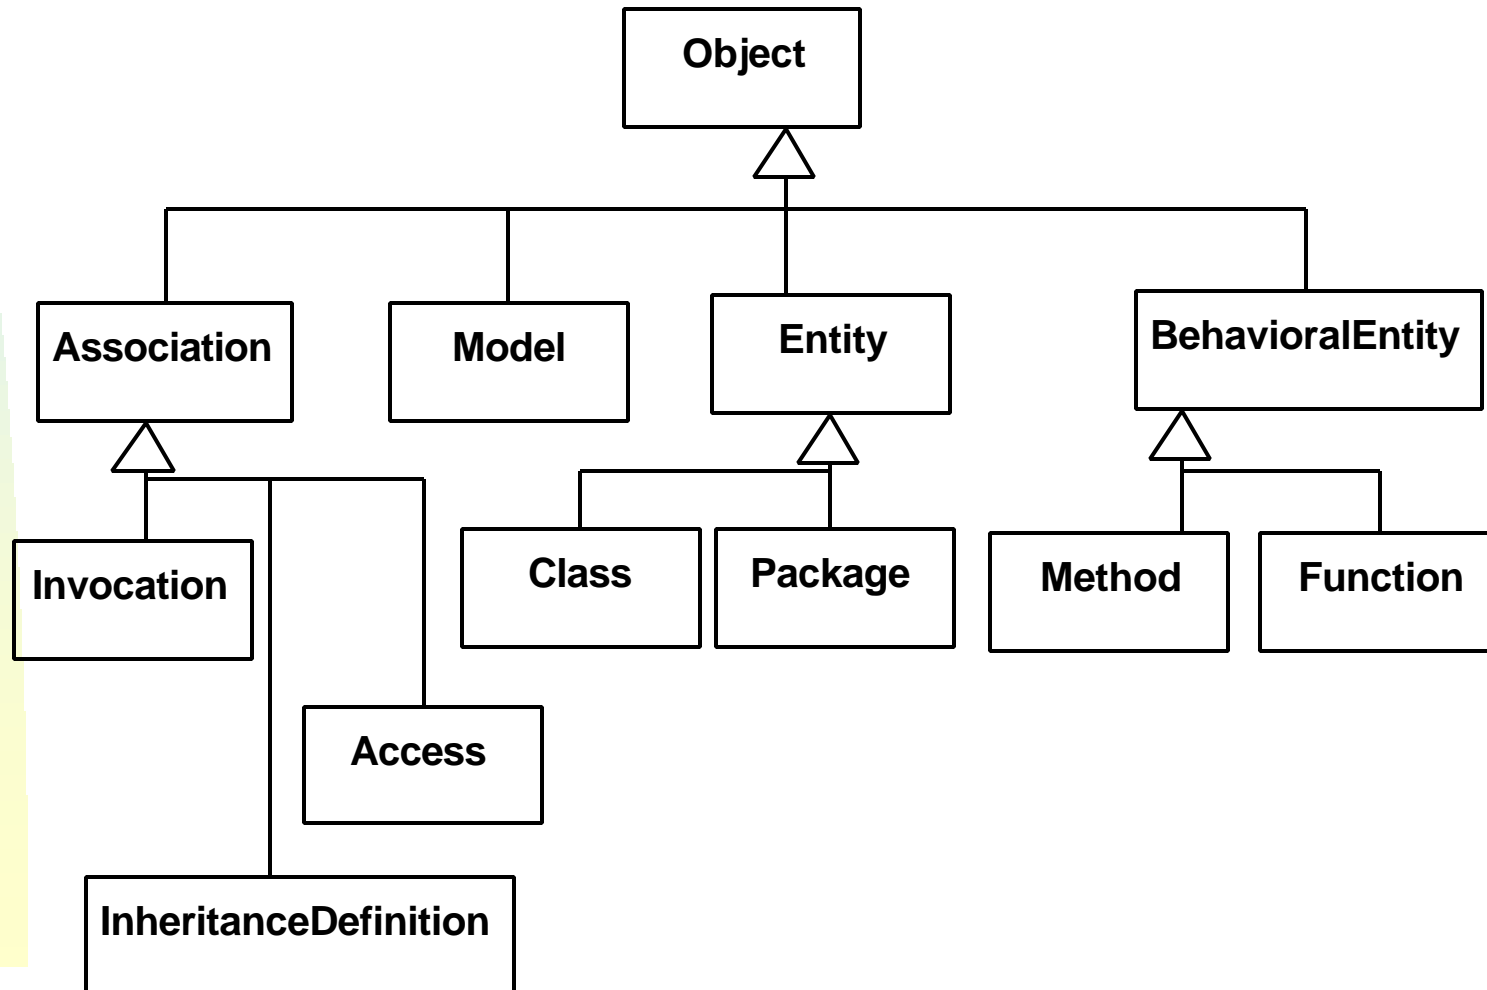 Object
Association
Model
Entity
BehavioralEntity
Invocation
Class
Package
Method
Function
Access
InheritanceDefinition